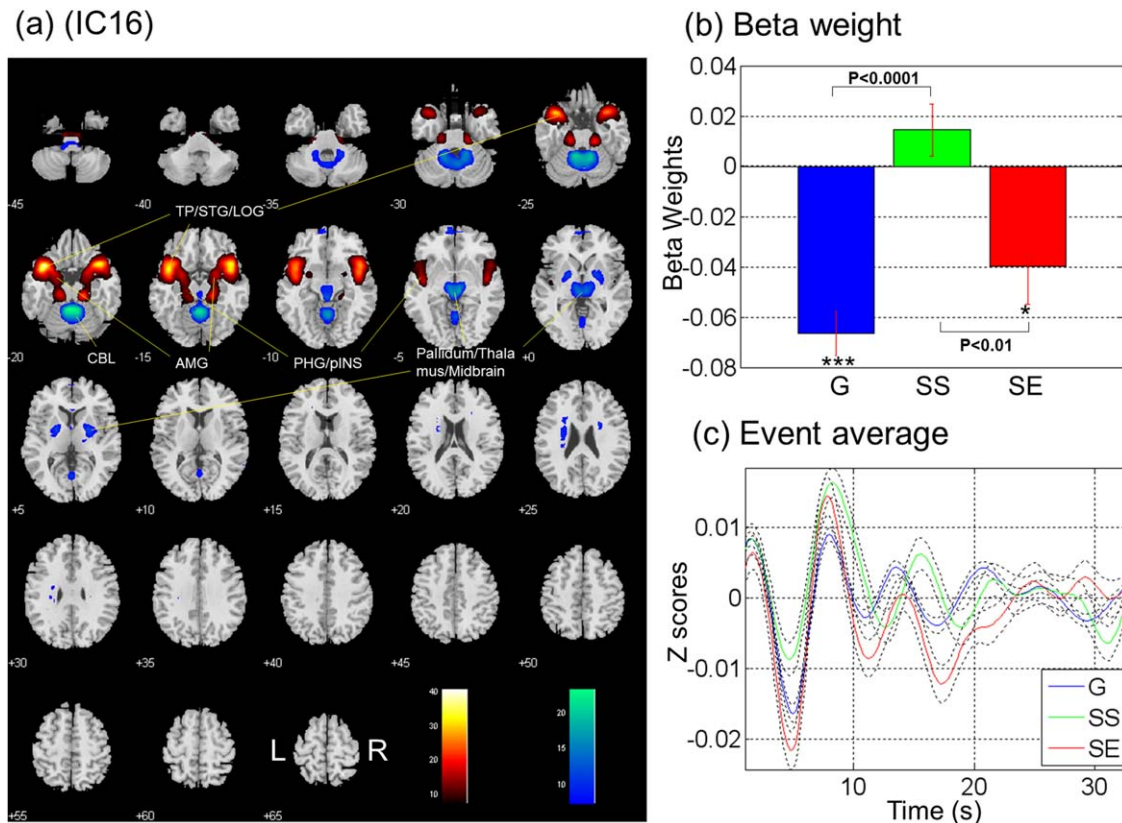 (a) (IC16)
-45 -40 -35 -30 -25
TP/STG/LOG
-20 -15 -10 -5 +0
CBL AMG PHG/pINS Pallidum/Thala
mus/Midbrain
+5 +10 +15 +20 +25
+30 +35 +40 +45 +50
L R
40
30
20
10
20
15
10
+55 +60 +65
(b) Beta weight
P<0.0001
0.04
0.02
0
-0.02
-0.04
-0.06
-0.08
Beta Weights
*
P<0.01
***
G SS SE
(c) Event average
0.01
0
-0.01
-0.02
Z scores
G
SS
SE
10 20 30
Time (s)